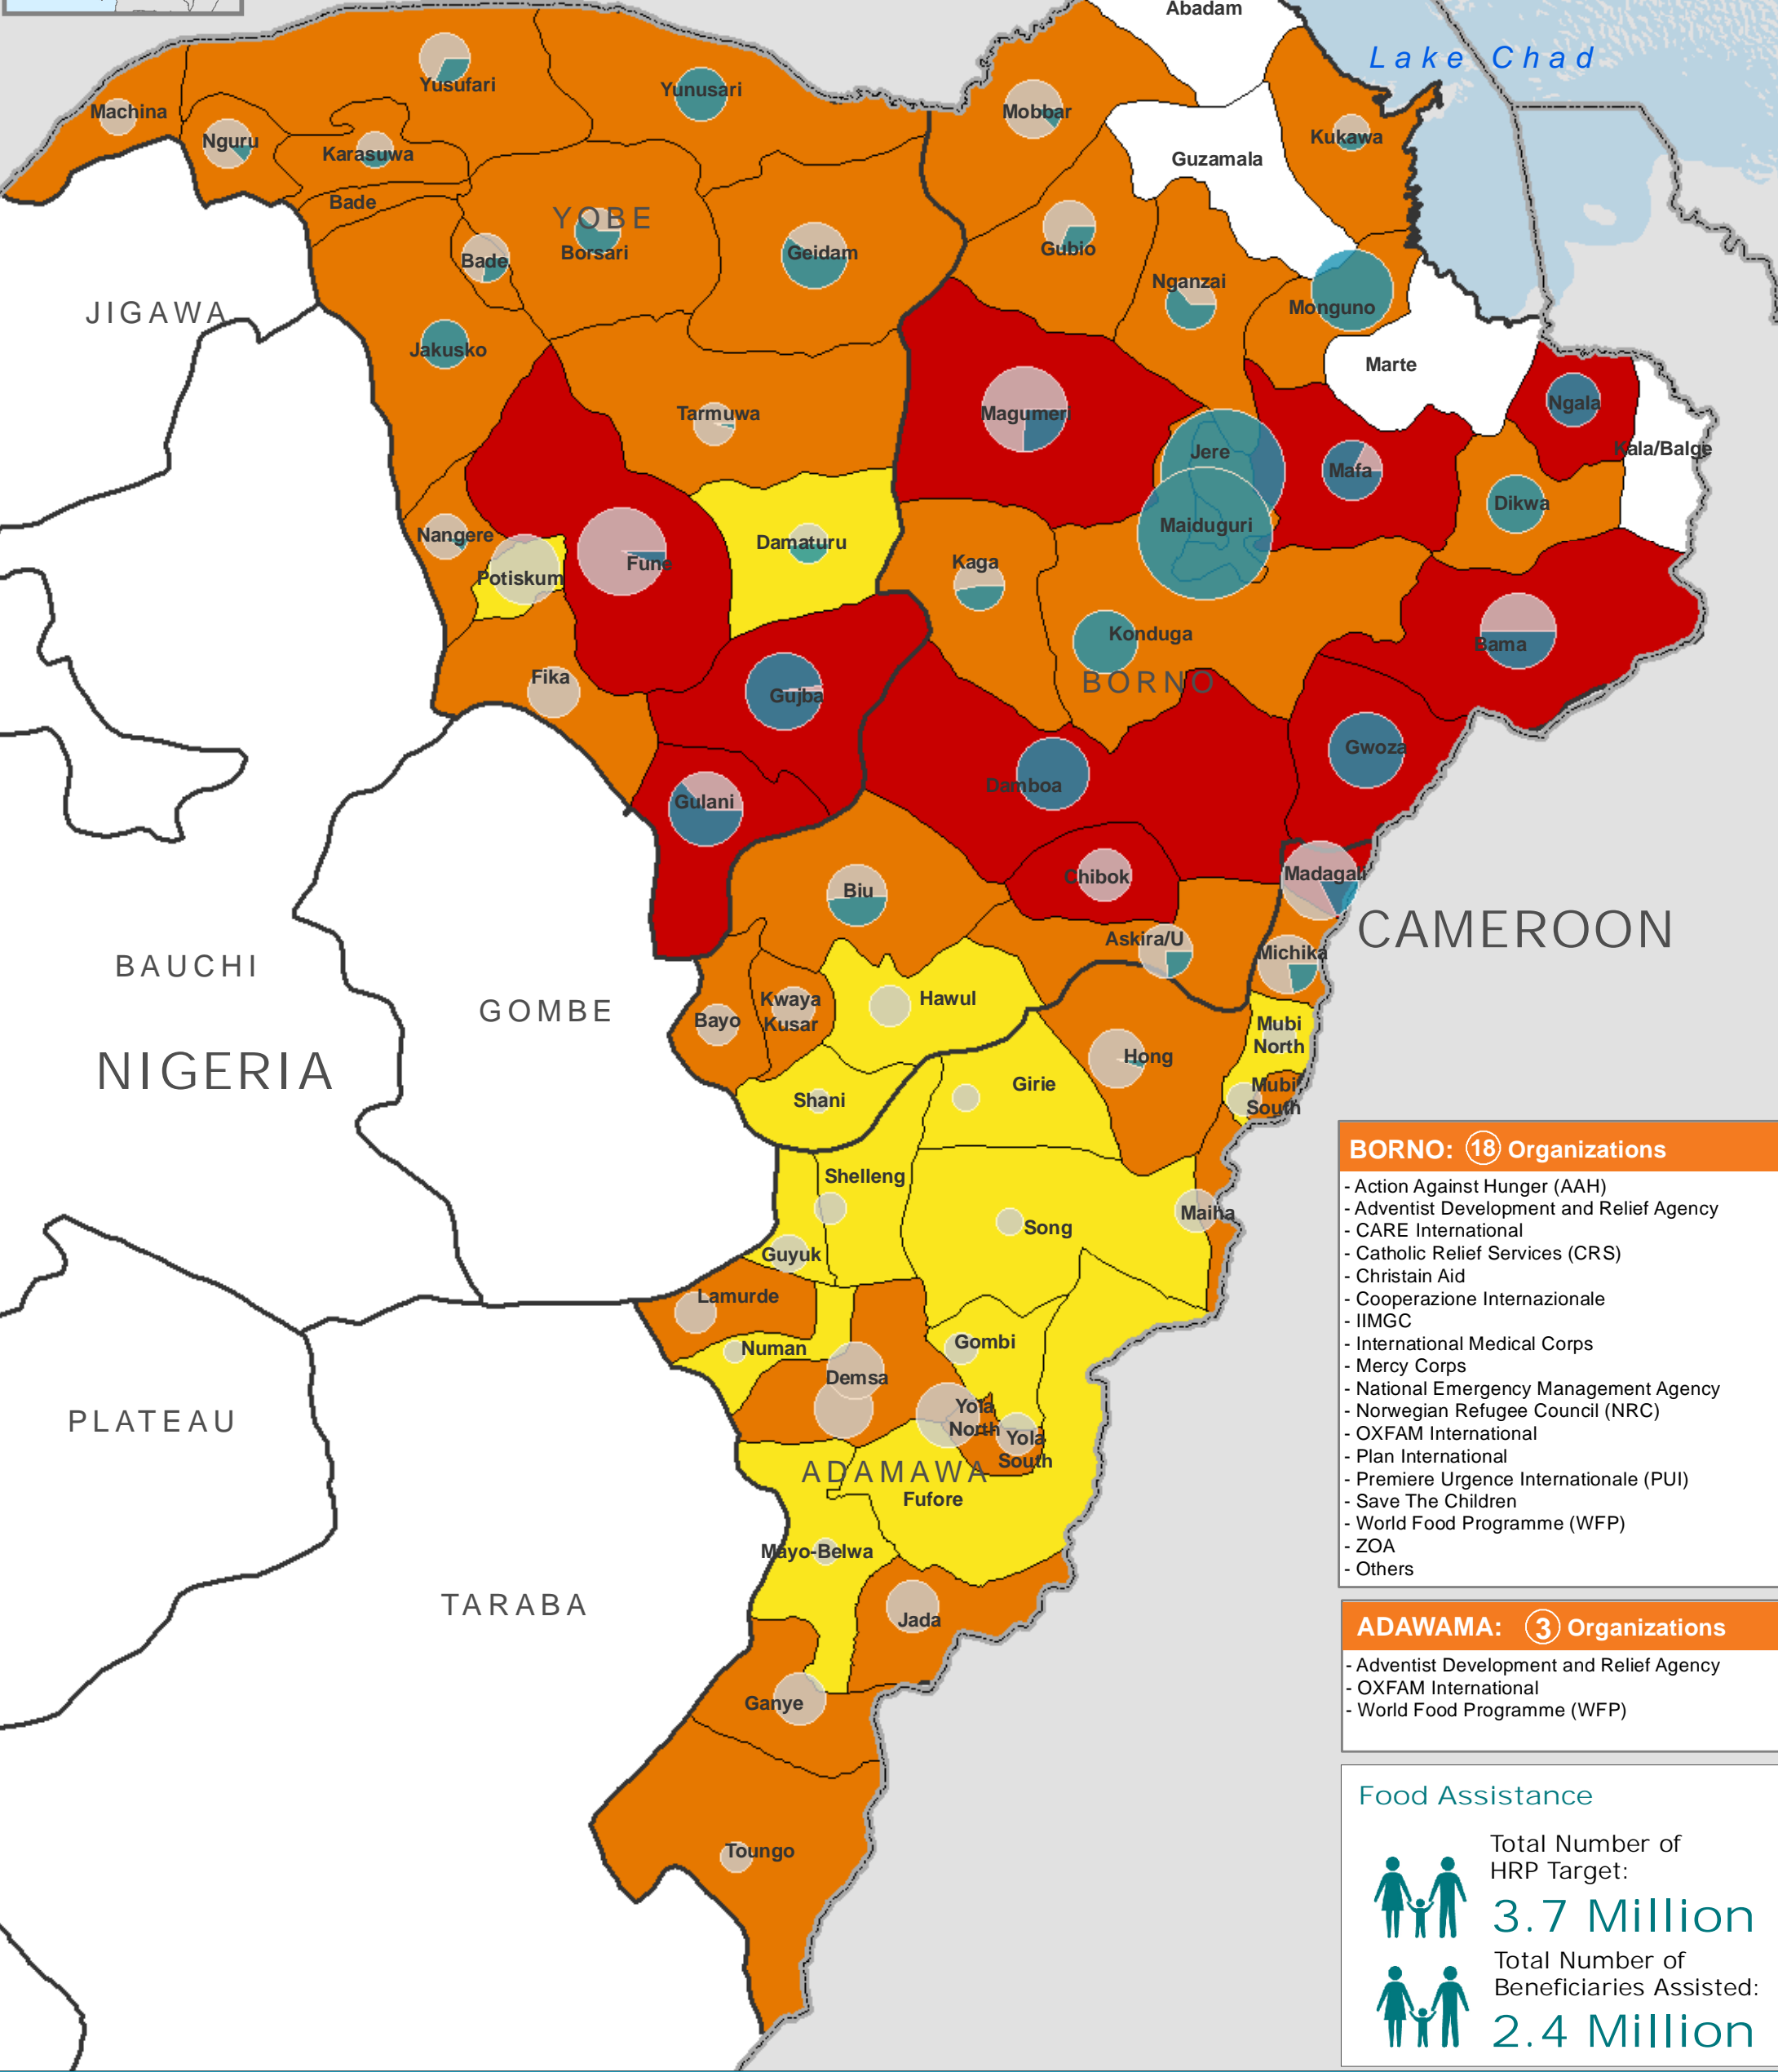 Abadam
Lake Chad
Yusufari
Yunusari
Machina
Mobbar
Nguru
Karasuwa
Kukawa
Guzamala
Bade
YOBE
Borsari
Geidam
Gubio
Bade
Nganzai
Monguno
JIGAWA
Jakusko
Marte
Tarmuwa
Magumeri
Ngala
Jere
Mafa
Kala/Balge
Dikwa
Maiduguri
Nangere
Damaturu
Potiskum
Fune
Kaga
Konduga
Bama
Fika
BORNO
Gujba
Gwoza
Damboa
Gulani
Chibok
Madagali
Biu
CAMEROON
Askira/U
Michika
BAUCHI
Hawul
Kwaya
Kusar
GOMBE
Bayo
Mubi
North
Hong
NIGERIA
Girie
Mubi
South
Shani
Shelleng
Maiha
Song
Guyuk
Lamurde
Numan
Gombi
Demsa
Yola
North
Yola
South
PLATEAU
ADAMAWA
Fufore
Mayo-Belwa
TARABA
Jada
Ganye
Toungo
BORNO: 18 Organizations
- Action Against Hunger (AAH)
- Adventist Development and Relief Agency
- CARE International
- Catholic Relief Services (CRS)
- Christain Aid
- Cooperazione Internazionale
- IIMGC
- International Medical Corps
- Mercy Corps
- National Emergency Management Agency
- Norwegian Refugee Council (NRC)
- OXFAM International
- Plan International
- Premiere Urgence Internationale (PUI)
- Save The Children
- World Food Programme (WFP)
- ZOA
- Others
ADAWAMA: 3 Organizations
- Adventist Development and Relief Agency
- OXFAM International
- World Food Programme (WFP)
Food Assistance
Total Number of
HRP Target:
3.7 Million
Total Number of
Beneficiaries Assisted:
2.4 Million